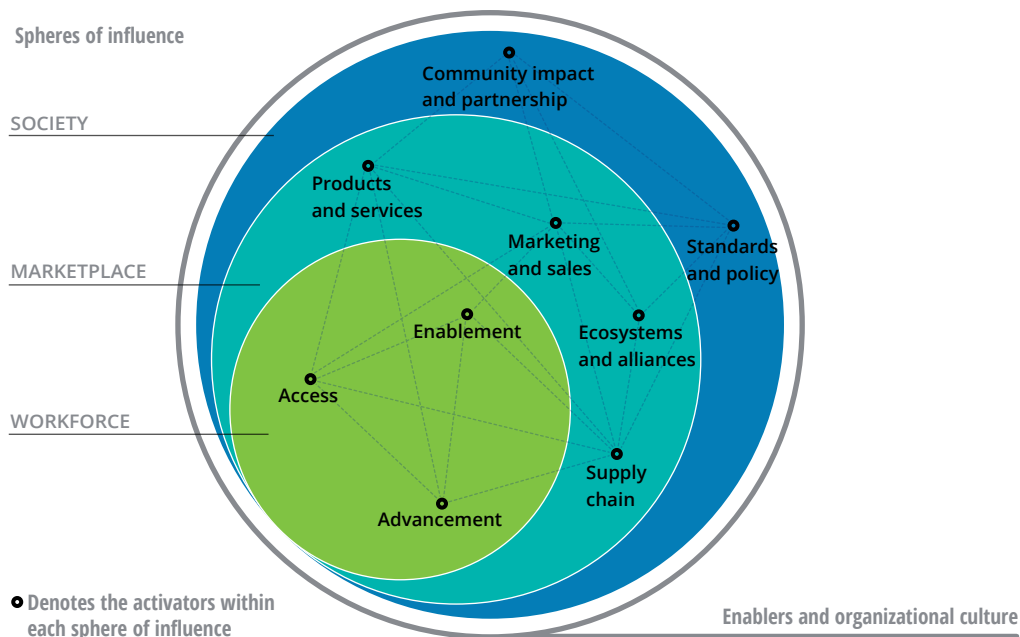 Spheres of influence
Community impact
and partnership
SOCIETY
Products
and services
Marketing
and sales
Standards
and policy
MARKETPLACE
Enablement
Ecosystems
and alliances
Access
WORKFORCE
Supply
chain
Advancement
Denotes the activators within
each sphere of influence
Enablers and organizational culture